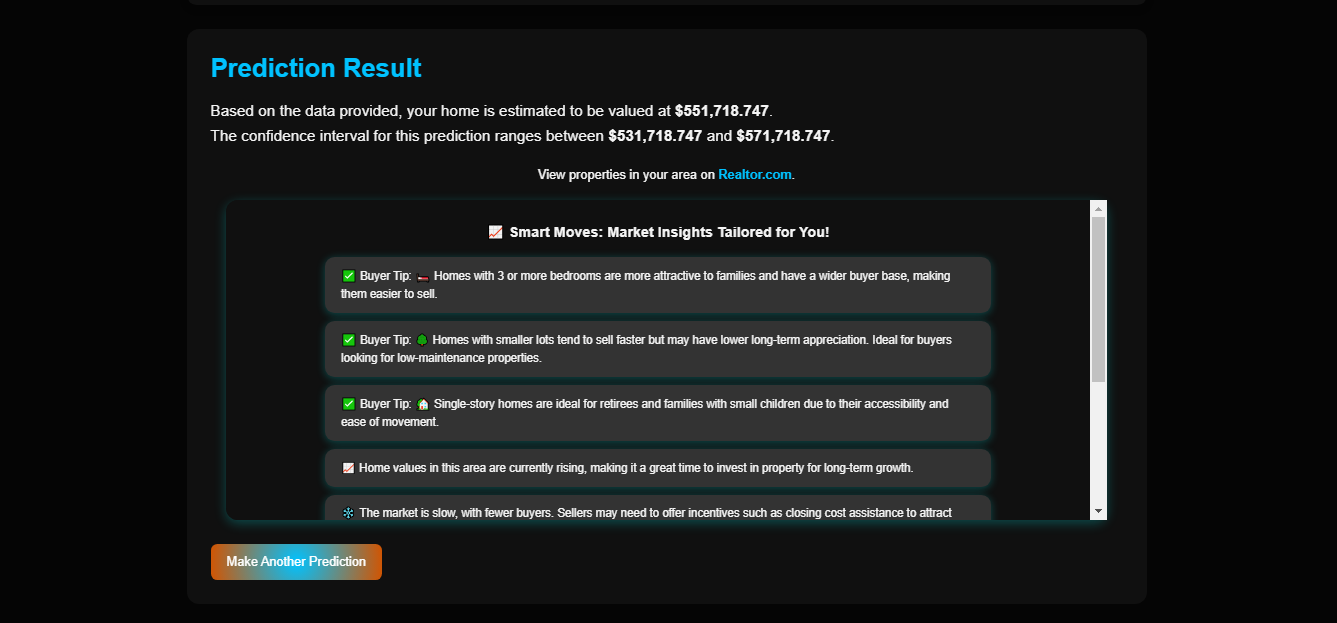 Prediction Result
Based on the data provided, your home is estimated to be valued at $551,718.747.
The confidence interval for this prediction ranges between $531,718.747 and $571,718.747.
View properties in your area on Realtor.com.
📈 Smart Moves: Market Insights Tailored for You!
✅ Buyer Tip: 🛏️ Homes with 3 or more bedrooms are more attractive to families and have a wider buyer base, making
them easier to sell.
✅ Buyer Tip: 🌳 Homes with smaller lots tend to sell faster but may have lower long-term appreciation. Ideal for buyers
looking for low-maintenance properties.
✅ Buyer Tip: 🏡 Single-story homes are ideal for retirees and families with small children due to their accessibility and
ease of movement.
📈 Home values in this area are currently rising, making it a great time to invest in property for long-term growth.
❄️ The market is slow, with fewer buyers. Sellers may need to offer incentives such as closing cost assistance to attract
Make Another Prediction